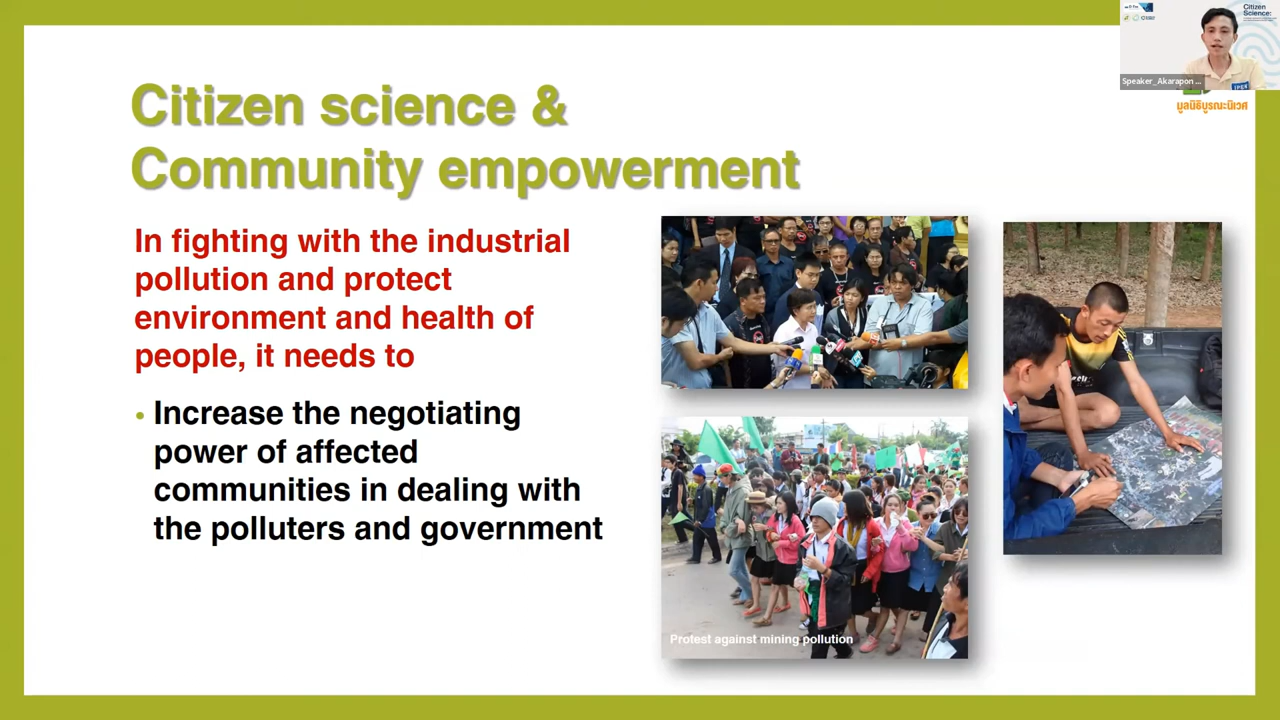 Citizen
Science:
Speaker_Akarapon ...
IPEN
มูลนิธิบูรณะนิเวศ
Citizen science &
Community empowerment
In fighting with the industrial
pollution and protect
environment and health of
people, it needs to
• Increase the negotiating
power of affected
communities in dealing with
the polluters and government
Protest against mining pollution